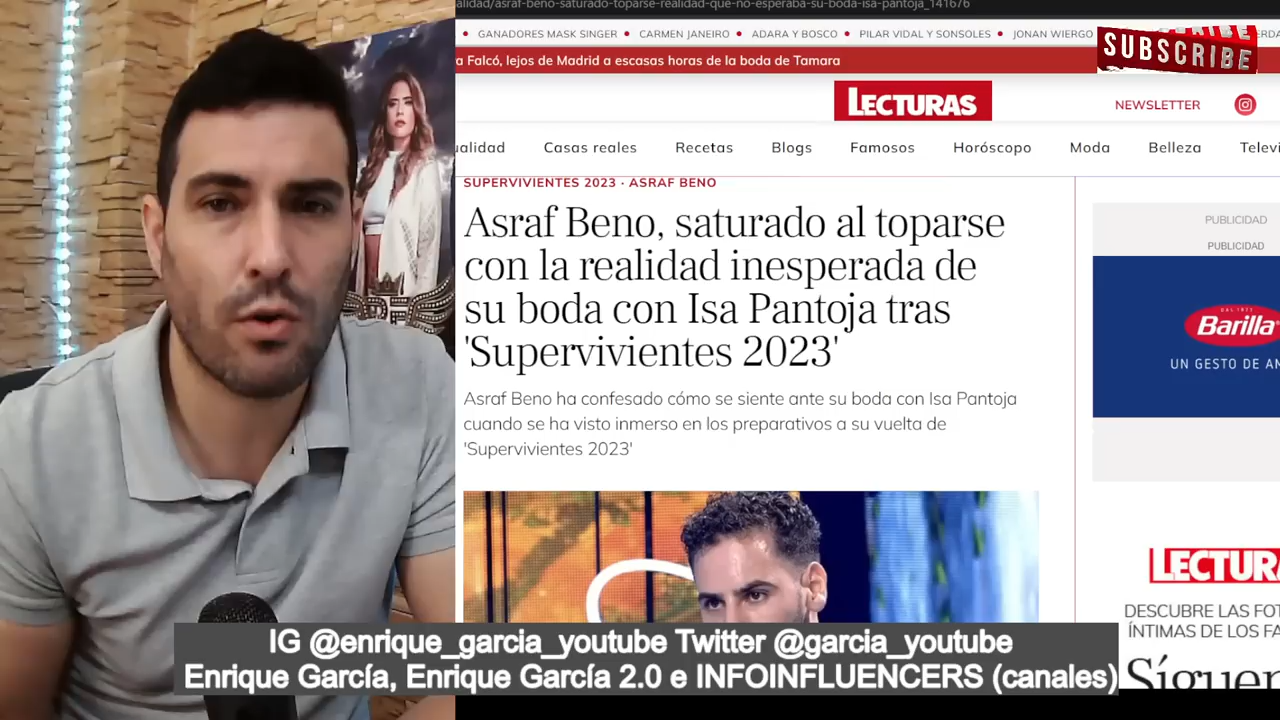 alidad/asraf-beno-saturado-toparse-realidad-que-no-esperaba-su-boda-isa-pantoja_141676
GANADORES MASK SINGER • CARMEN JANEIRO • ADARA Y BOSCO • PILAR VIDAL Y SONSOLES • JONAN WIERGO
SUBSCRIBE
a Falcó, lejos de Madrid a escasas horas de la boda de Tamara
LECTURAS
NEWSLETTER
ualidad Casas reales Recetas Blogs Famosos Horóscopo Moda Belleza Televi
SUPERVIVIENTES 2023 · ASRAF BENO
Asraf Beno, saturado al toparse
con la realidad inesperada de
su boda con Isa Pantoja tras
'Supervivientes 2023'
Asraf Beno ha confesado cómo se siente ante su boda con Isa Pantoja
cuando se ha visto inmerso en los preparativos a su vuelta de
'Supervivientes 2023'
PUBLICIDAD
PUBLICIDAD
Barilla
UN GESTO DE AM
LECTURA
DESCUBRE LAS FOT
ÍNTIMAS DE LOS FA
Síguen
IG @enrique_garcia_youtube Twitter @garcia_youtube
Enrique García, Enrique García 2.0 e INFOINFLUENCERS (canales)